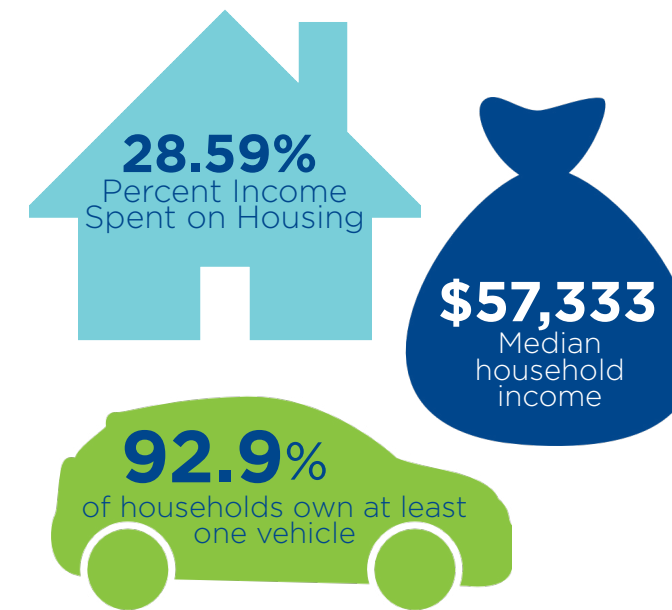 28.59%
Percent Income
Spent on Housing
$57,333
Median
household
income
92.9%
of households own at least
one vehicle